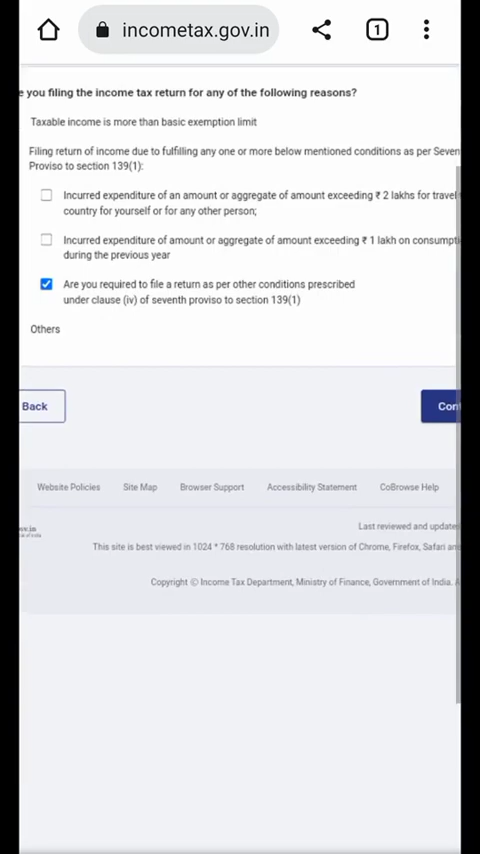 incometax.gov.in
1
e you filing the income tax return for any of the following reasons?
Taxable income is more than basic exemption limit
Filing return of income due to fulfilling any one or more below mentioned conditions as per Seven
Proviso to section 139(1):
Incurred expenditure of an amount or aggregate of amount exceeding ₹ 2 lakhs for travel
country for yourself or for any other person;
Incurred expenditure of amount or aggregate of amount exceeding ₹ 1 lakh on consumpti
during the previous year
Are you required to file a return as per other conditions prescribed
under clause (iv) of seventh proviso to section 139(1)
Others
Back
Cont
Website Policies
Site Map
Browser Support
Accessibility Statement
CoBrowse Help
Last reviewed and update
This site is best viewed in 1024 * 768 resolution with latest version of Chrome, Firefox, Safari an
Copyright © Income Tax Department, Ministry of Finance, Government of India. A